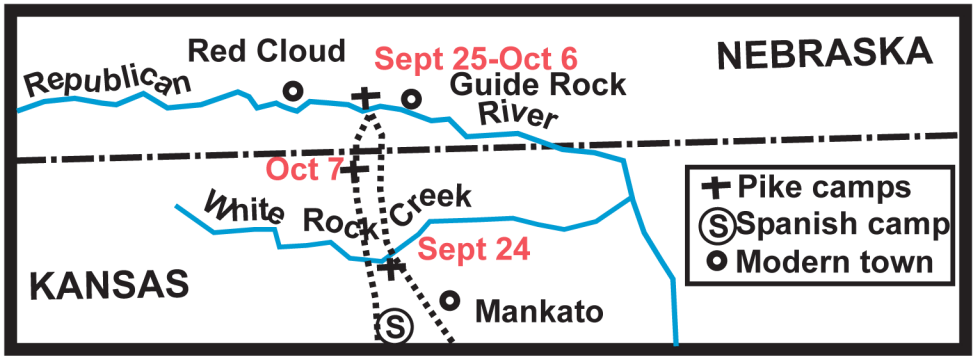 NEBRASKA
Red Cloud
Sept 25-Oct 6
Republican
Guide Rock
River
Oct 7
Pike camps
White Rock Creek
S Spanish camp
Sept 24
Modern town
KANSAS
Mankato
S